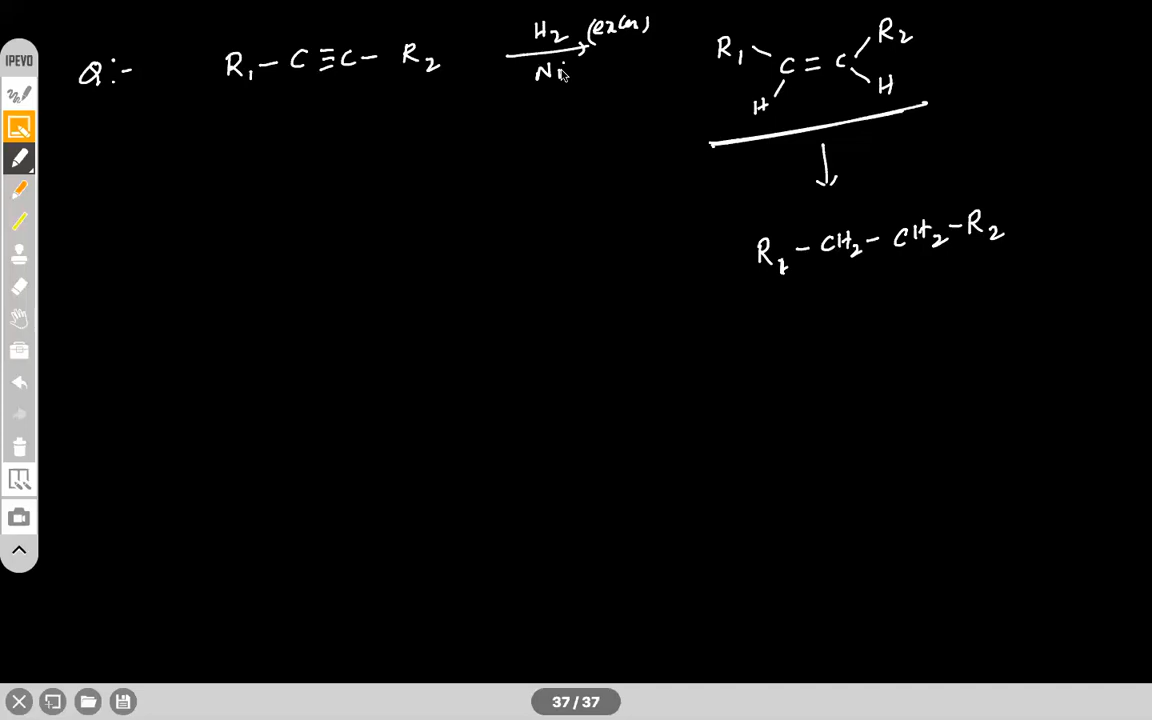 IPEVO
Q:- R₁-C≡C-R₂ H₂ (excess) Ni
R₁ R₂
C=C
H H
R₁-CH₂-CH₂-R₂
37/37